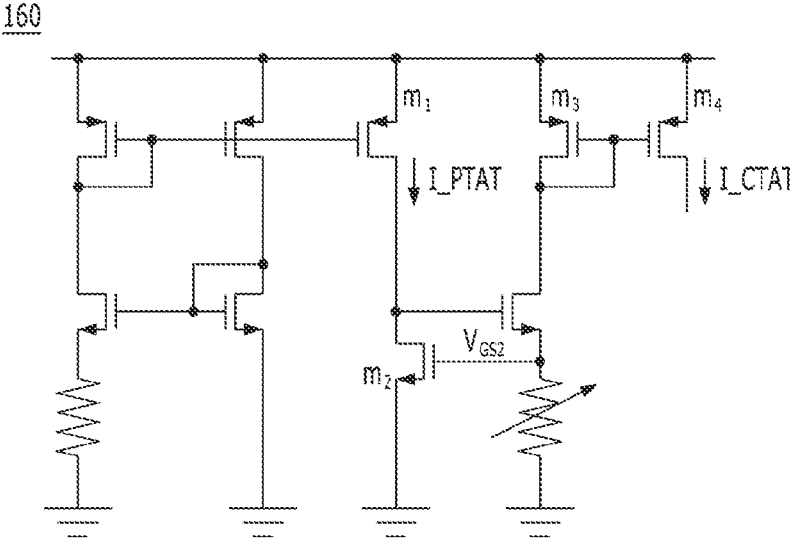 160
m1
m3
m4
I_PTAT
I_CTAT
VGS2
m2